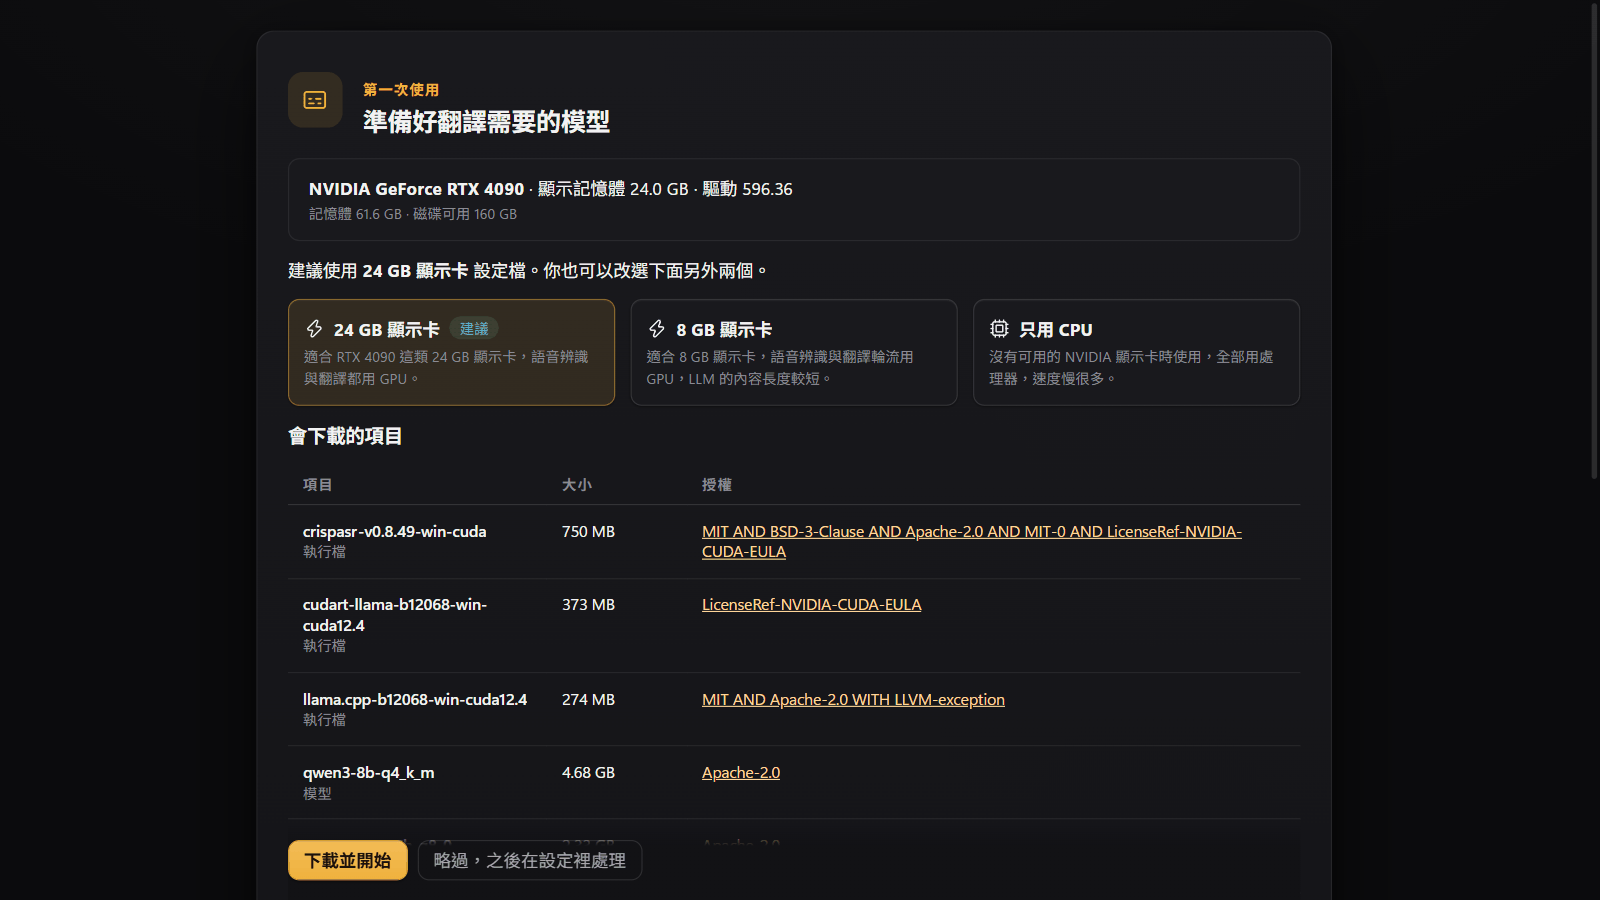 第一次使用
準備好翻譯需要的模型
NVIDIA GeForce RTX 4090 · 顯示記憶體 24.0 GB · 驅動 596.36
記憶體 61.6 GB · 磁碟可用 160 GB
建議使用 24 GB 顯示卡 設定檔。你也可以改選下面另外兩個。
24 GB 顯示卡 建議
適合 RTX 4090 這類 24 GB 顯示卡，語音辨識
與翻譯都用 GPU。
8 GB 顯示卡
適合 8 GB 顯示卡，語音辨識與翻譯輪流用
GPU，LLM 的內容長度較短。
只用 CPU
沒有可用的 NVIDIA 顯示卡時使用，全部用處
理器，速度慢很多。
會下載的項目
項目 大小 授權
crispasr-v0.8.49-win-cuda 750 MB MIT AND BSD-3-Clause AND Apache-2.0 AND MIT-0 AND LicenseRef-NVIDIA-
執行檔 CUDA-EULA
cudart-llama-b12068-win- 373 MB LicenseRef-NVIDIA-CUDA-EULA
cuda12.4
執行檔
llama.cpp-b12068-win-cuda12.4 274 MB MIT AND Apache-2.0 WITH LLVM-exception
執行檔
qwen3-8b-q4_k_m 4.68 GB Apache-2.0
模型
Apache-2.0
下載並開始 略過，之後在設定裡處理